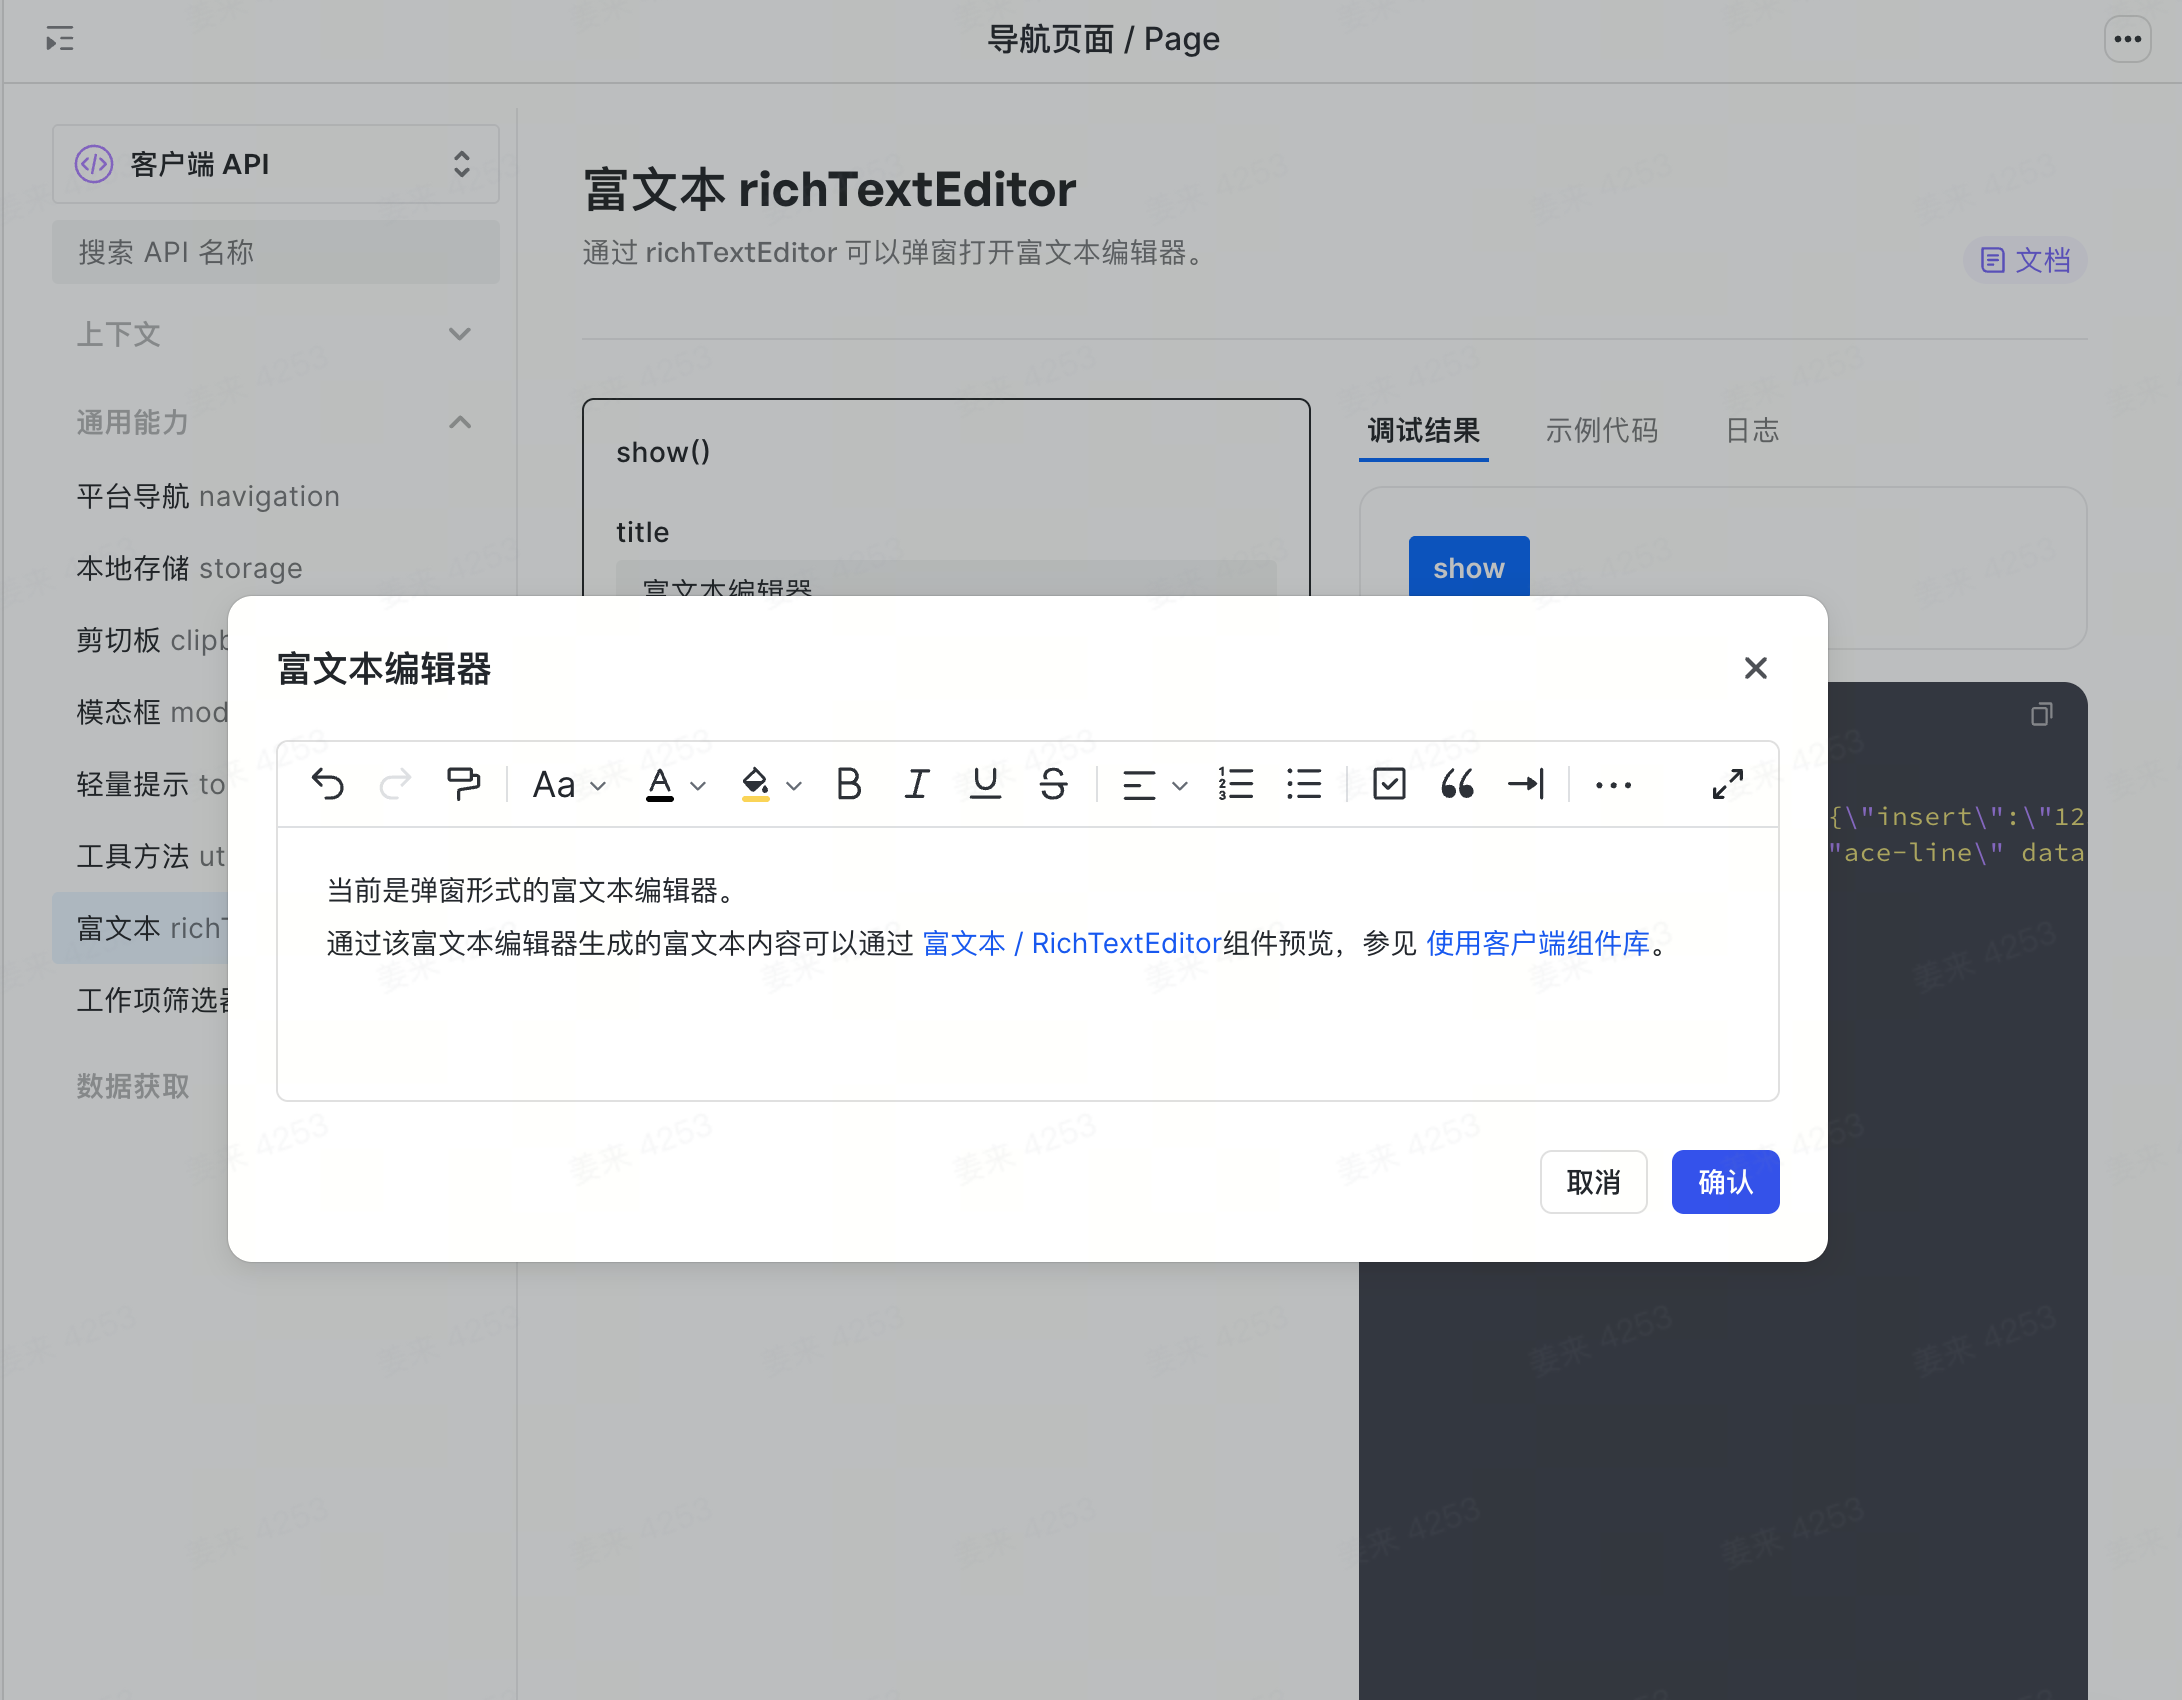 导航页面 / Page
客户端 API
搜索 API 名称
上下文
通用能力
平台导航 navigation
本地存储 storage
剪切板
模态框
轻量提示
工具方法
富文本
工作项筛选
数据获取
富文本 richTextEditor
通过 richTextEditor 可以弹窗打开富文本编辑器。
文档
show()
title
富文本编辑器
调试结果 示例代码 日志
show
{\"insert\":\"12
"ace-line\" data
富文本编辑器
Aa
当前是弹窗形式的富文本编辑器。
通过该富文本编辑器生成的富文本内容可以通过 富文本 / RichTextEditor组件预览，参见 使用客户端组件库。
取消 确认
姜来 4253